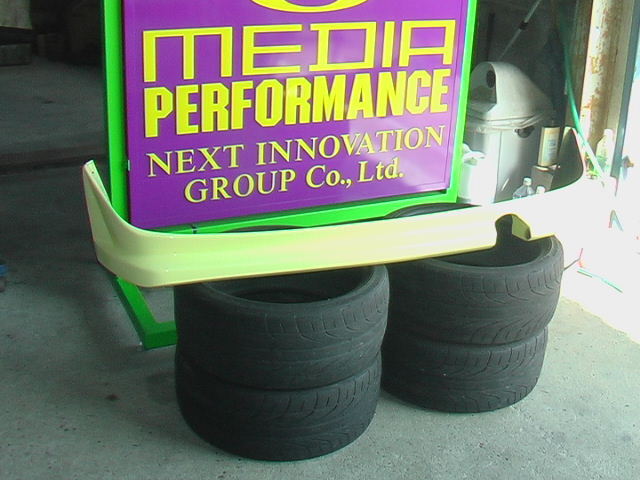 MEDIA
PERFORMANCE
NEXT INNOVATION
GROUP Co., Ltd.